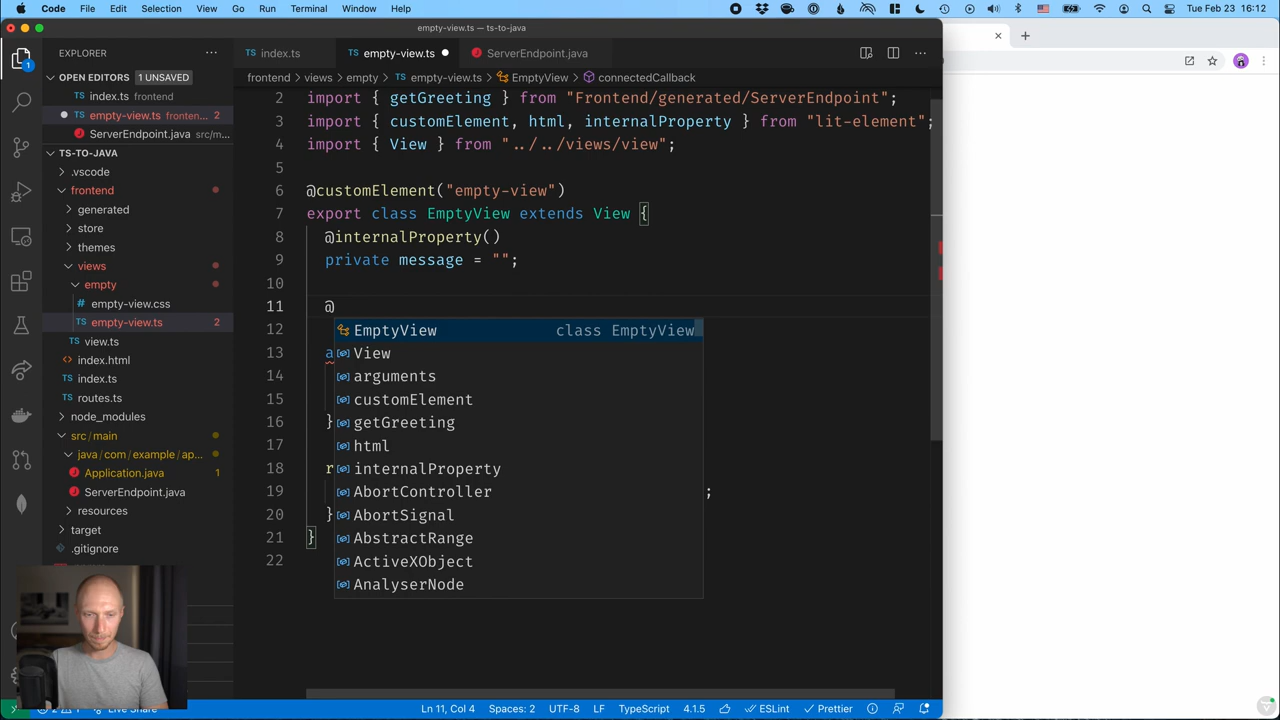 Code File Edit Selection View Go Run Terminal Window Help Mon 16:12
empty-view.ts — ts-to-java
EXPLORER
OPEN EDITORS 1 UNSAVED
index.ts frontend
empty-view.ts fronten... 2
ServerEndpoint.java src/m...
TS-TO-JAVA
.vscode
frontend
generated
store
themes
views
empty
empty-view.css
empty-view.ts 2
view.ts
index.html
index.ts
routes.ts
node_modules
src/main
java/com/example/ap...
Application.java 1
ServerEndpoint.java
resources
target
.gitignore
index.ts
empty-view.ts
ServerEndpoint.java
frontend > views > empty > empty-view.ts > EmptyView > connectedCallback
2 import { getGreeting } from "Frontend/generated/ServerEndpoint";
3 import { customElement, html, internalProperty } from "lit-element";
4 import { View } from "../../views/view";
5
6 @customElement("empty-view")
7 export class EmptyView extends View {
8 @internalProperty()
9 private message = "";
10
11 @
12
13 a
14
15
16 }
17
18 r
19 ;
20 }
21 }
22
EmptyView class EmptyView
View
arguments
customElement
getGreeting
html
internalProperty
AbortController
AbortSignal
AbstractRange
ActiveXObject
AnalyserNode
Live Share
Ln 11, Col 4 Spaces: 2 UTF-8 LF TypeScript 4.1.5 ESLint Prettier